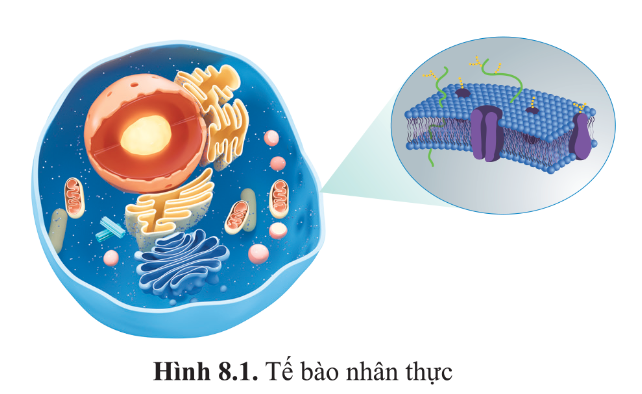 Hình 8.1. Tế bào nhân thực